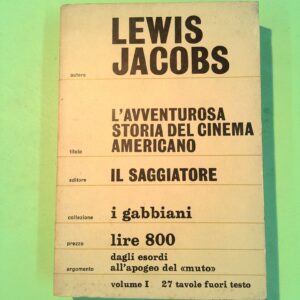 LEWIS
JACOBS
autore
L'AVVENTUROSA
STORIA DEL CINEMA
AMERICANO
titolo
editore IL SAGGIATORE
collezione i gabbiani
prezzo lire 800
dagli esordi
argomento all'apogeo del «muto»
volume I 27 tavole fuori testo